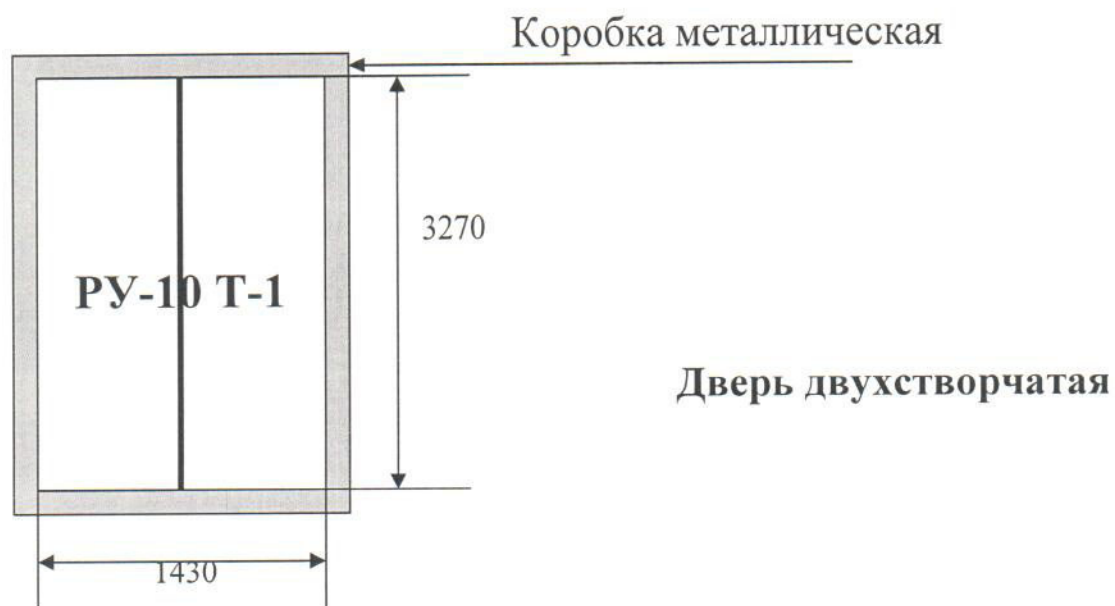 Коробка металлическая
3270
РУ-10 Т-1
Дверь двухстворчатая
1430